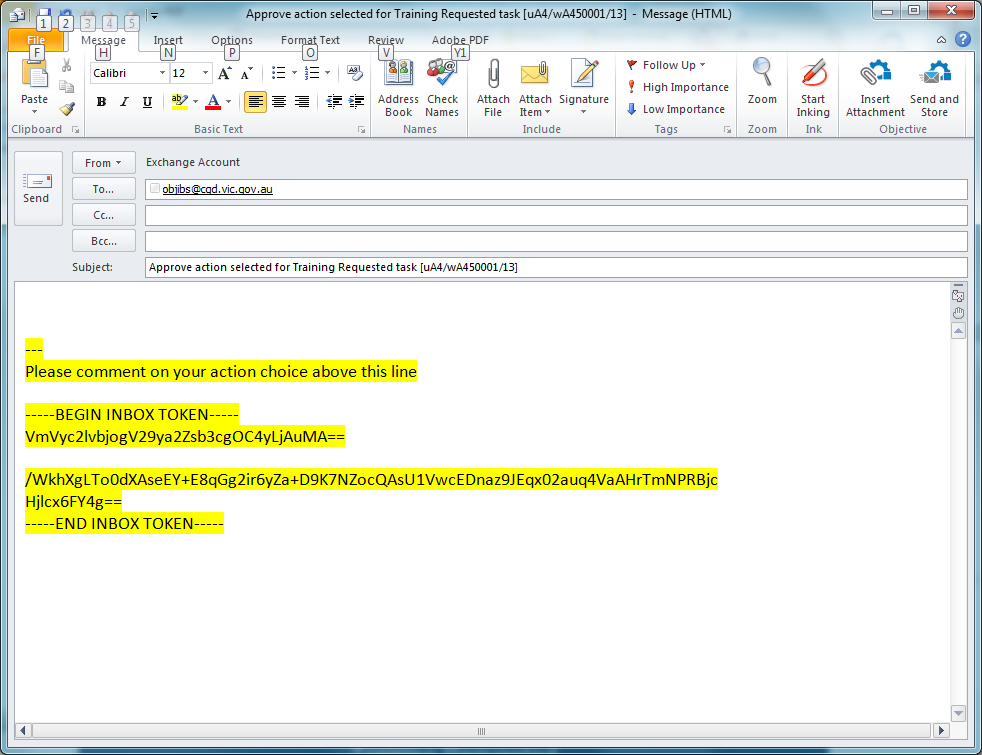 Approve action selected for Training Requested task [uA4/wA450001/13] - Message (HTML)
1 2 3 4 5
File Message Insert Options Format Text Review Adobe PDF
F H N P O V Y1
Paste
Clipboard
Calibri 12
B I U ab A
Basic Text
Address Book
Check Names
Names
Attach File
Attach Item
Signature
Include
Follow Up
High Importance
Low Importance
Tags
Zoom
Zoom
Start Inking
Ink
Insert Attachment
Send and Store
Objective
Send
From Exchange Account
To... objibs@cgd.vic.gov.au
Cc...
Bcc...
Subject: Approve action selected for Training Requested task [uA4/wA450001/13]
---
Please comment on your action choice above this line
-----BEGIN INBOX TOKEN-----
VmVyc2lvbjogV29ya2Zsb3cgOC4yLjAuMA==
/WkhXgLTo0dXAseEY+E8qGg2ir6yZa+D9K7NZocQAsU1VwcEDnaz9JEqx02auq4VaAHrTmNPRBjc
Hjlcx6FY4g==
-----END INBOX TOKEN-----